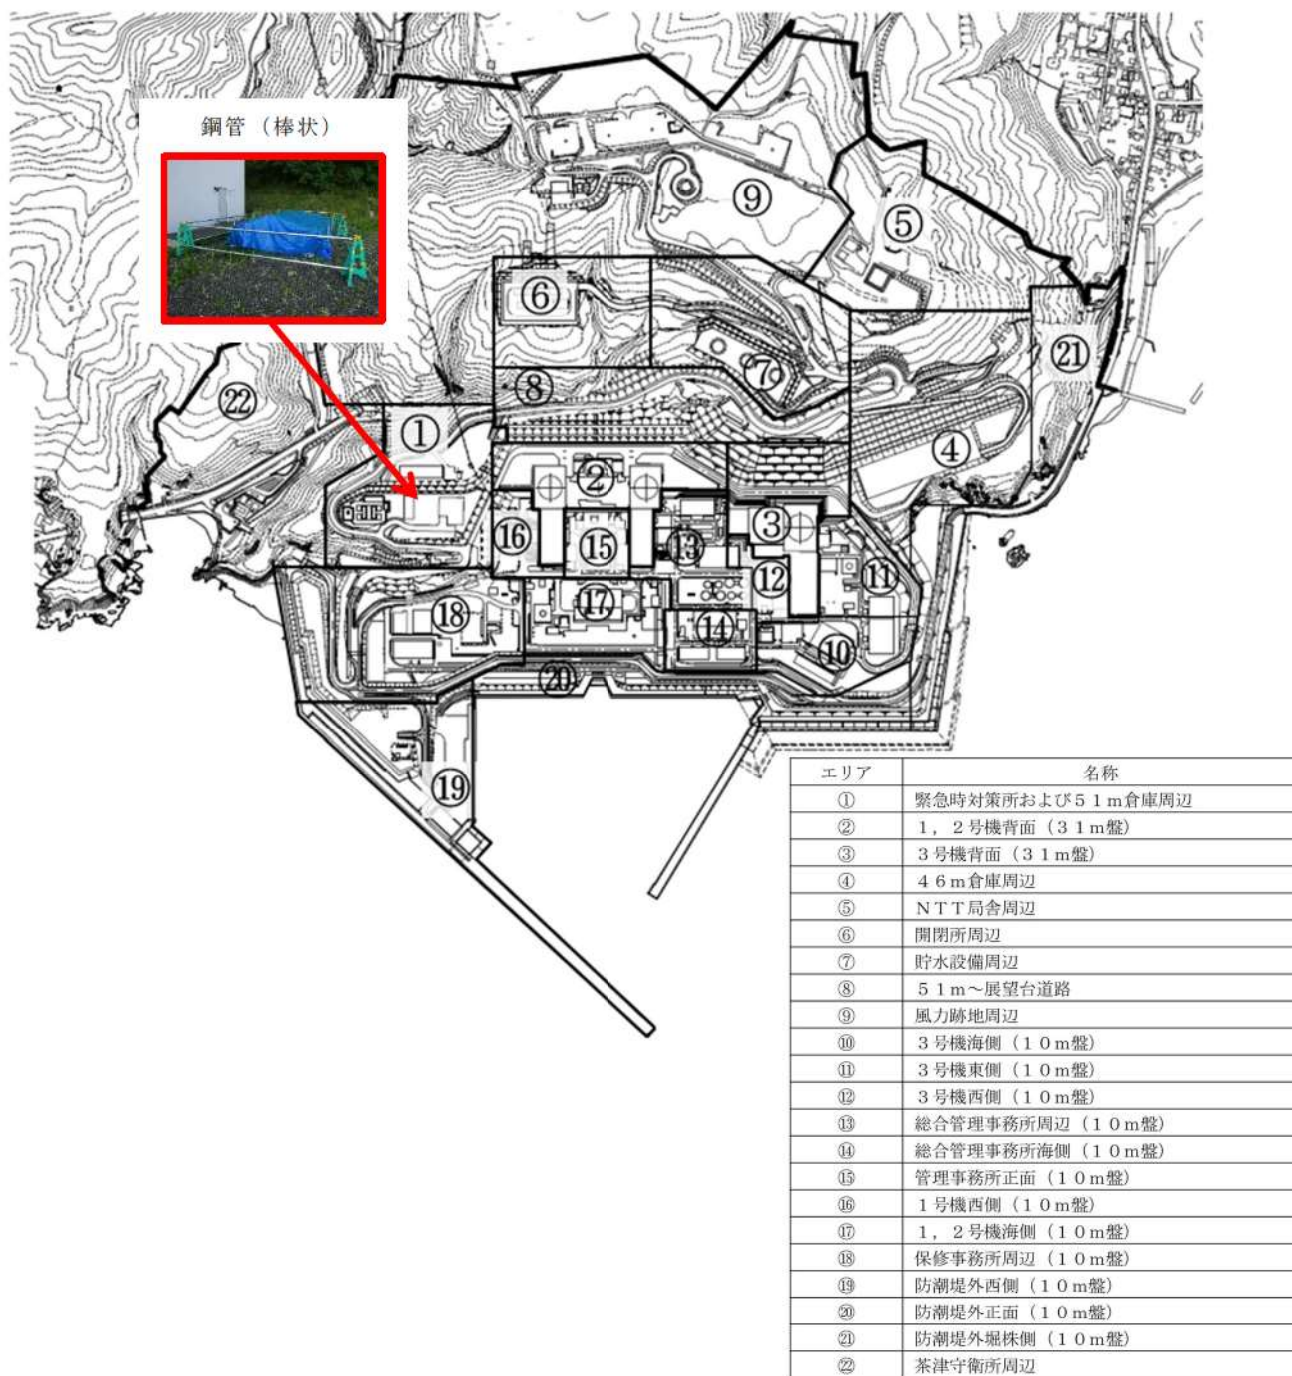 鋼管（棒状）
⑨
⑤
⑥
㉑
⑦
⑧
㉒
①
④
②
③
⑯
⑮
⑬
⑫
⑪
⑱
⑰
⑭
⑩
⑳
⑲
エリア 名称
① 緊急時対策所および５１ｍ倉庫周辺
② １，２号機背面（３１ｍ盤）
③ ３号機背面（３１ｍ盤）
④ ４６ｍ倉庫周辺
⑤ ＮＴＴ局舎周辺
⑥ 開閉所周辺
⑦ 貯水設備周辺
⑧ ５１ｍ～展望台道路
⑨ 風力跡地周辺
⑩ ３号機海側（１０ｍ盤）
⑪ ３号機東側（１０ｍ盤）
⑫ ３号機西側（１０ｍ盤）
⑬ 総合管理事務所周辺（１０ｍ盤）
⑭ 総合管理事務所海側（１０ｍ盤）
⑮ 管理事務所正面（１０ｍ盤）
⑯ １号機西側（１０ｍ盤）
⑰ １，２号機海側（１０ｍ盤）
⑱ 保修事務所周辺（１０ｍ盤）
⑲ 防潮堤外西側（１０ｍ盤）
⑳ 防潮堤外正面（１０ｍ盤）
㉑ 防潮堤外堀株側（１０ｍ盤）
㉒ 茶津守衛所周辺